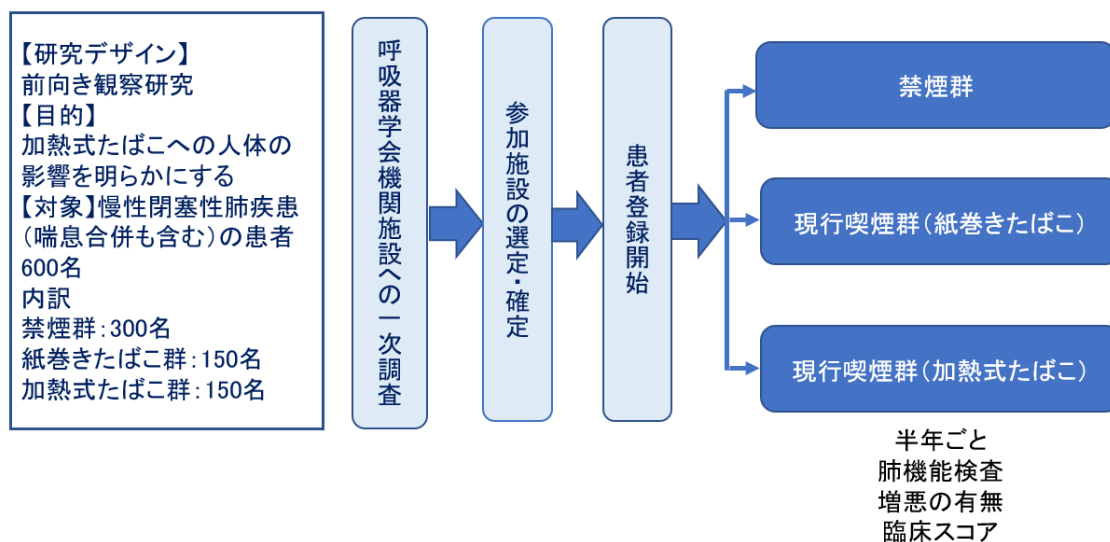 【研究デザイン】
前向き観察研究
【目的】
加熱式たばこへの人体の
影響を明らかにする
【対象】慢性閉塞性肺疾患
(喘息合併も含む)の患者
600名
内訳
禁煙群:300名
紙巻きたばこ群:150名
加熱式たばこ群:150名
呼吸器学会機関施設への一次調査
参加施設の選定・確定
患者登録開始
禁煙群
現行喫煙群(紙巻きたばこ)
現行喫煙群(加熱式たばこ)
半年ごと
肺機能検査
増悪の有無
臨床スコア